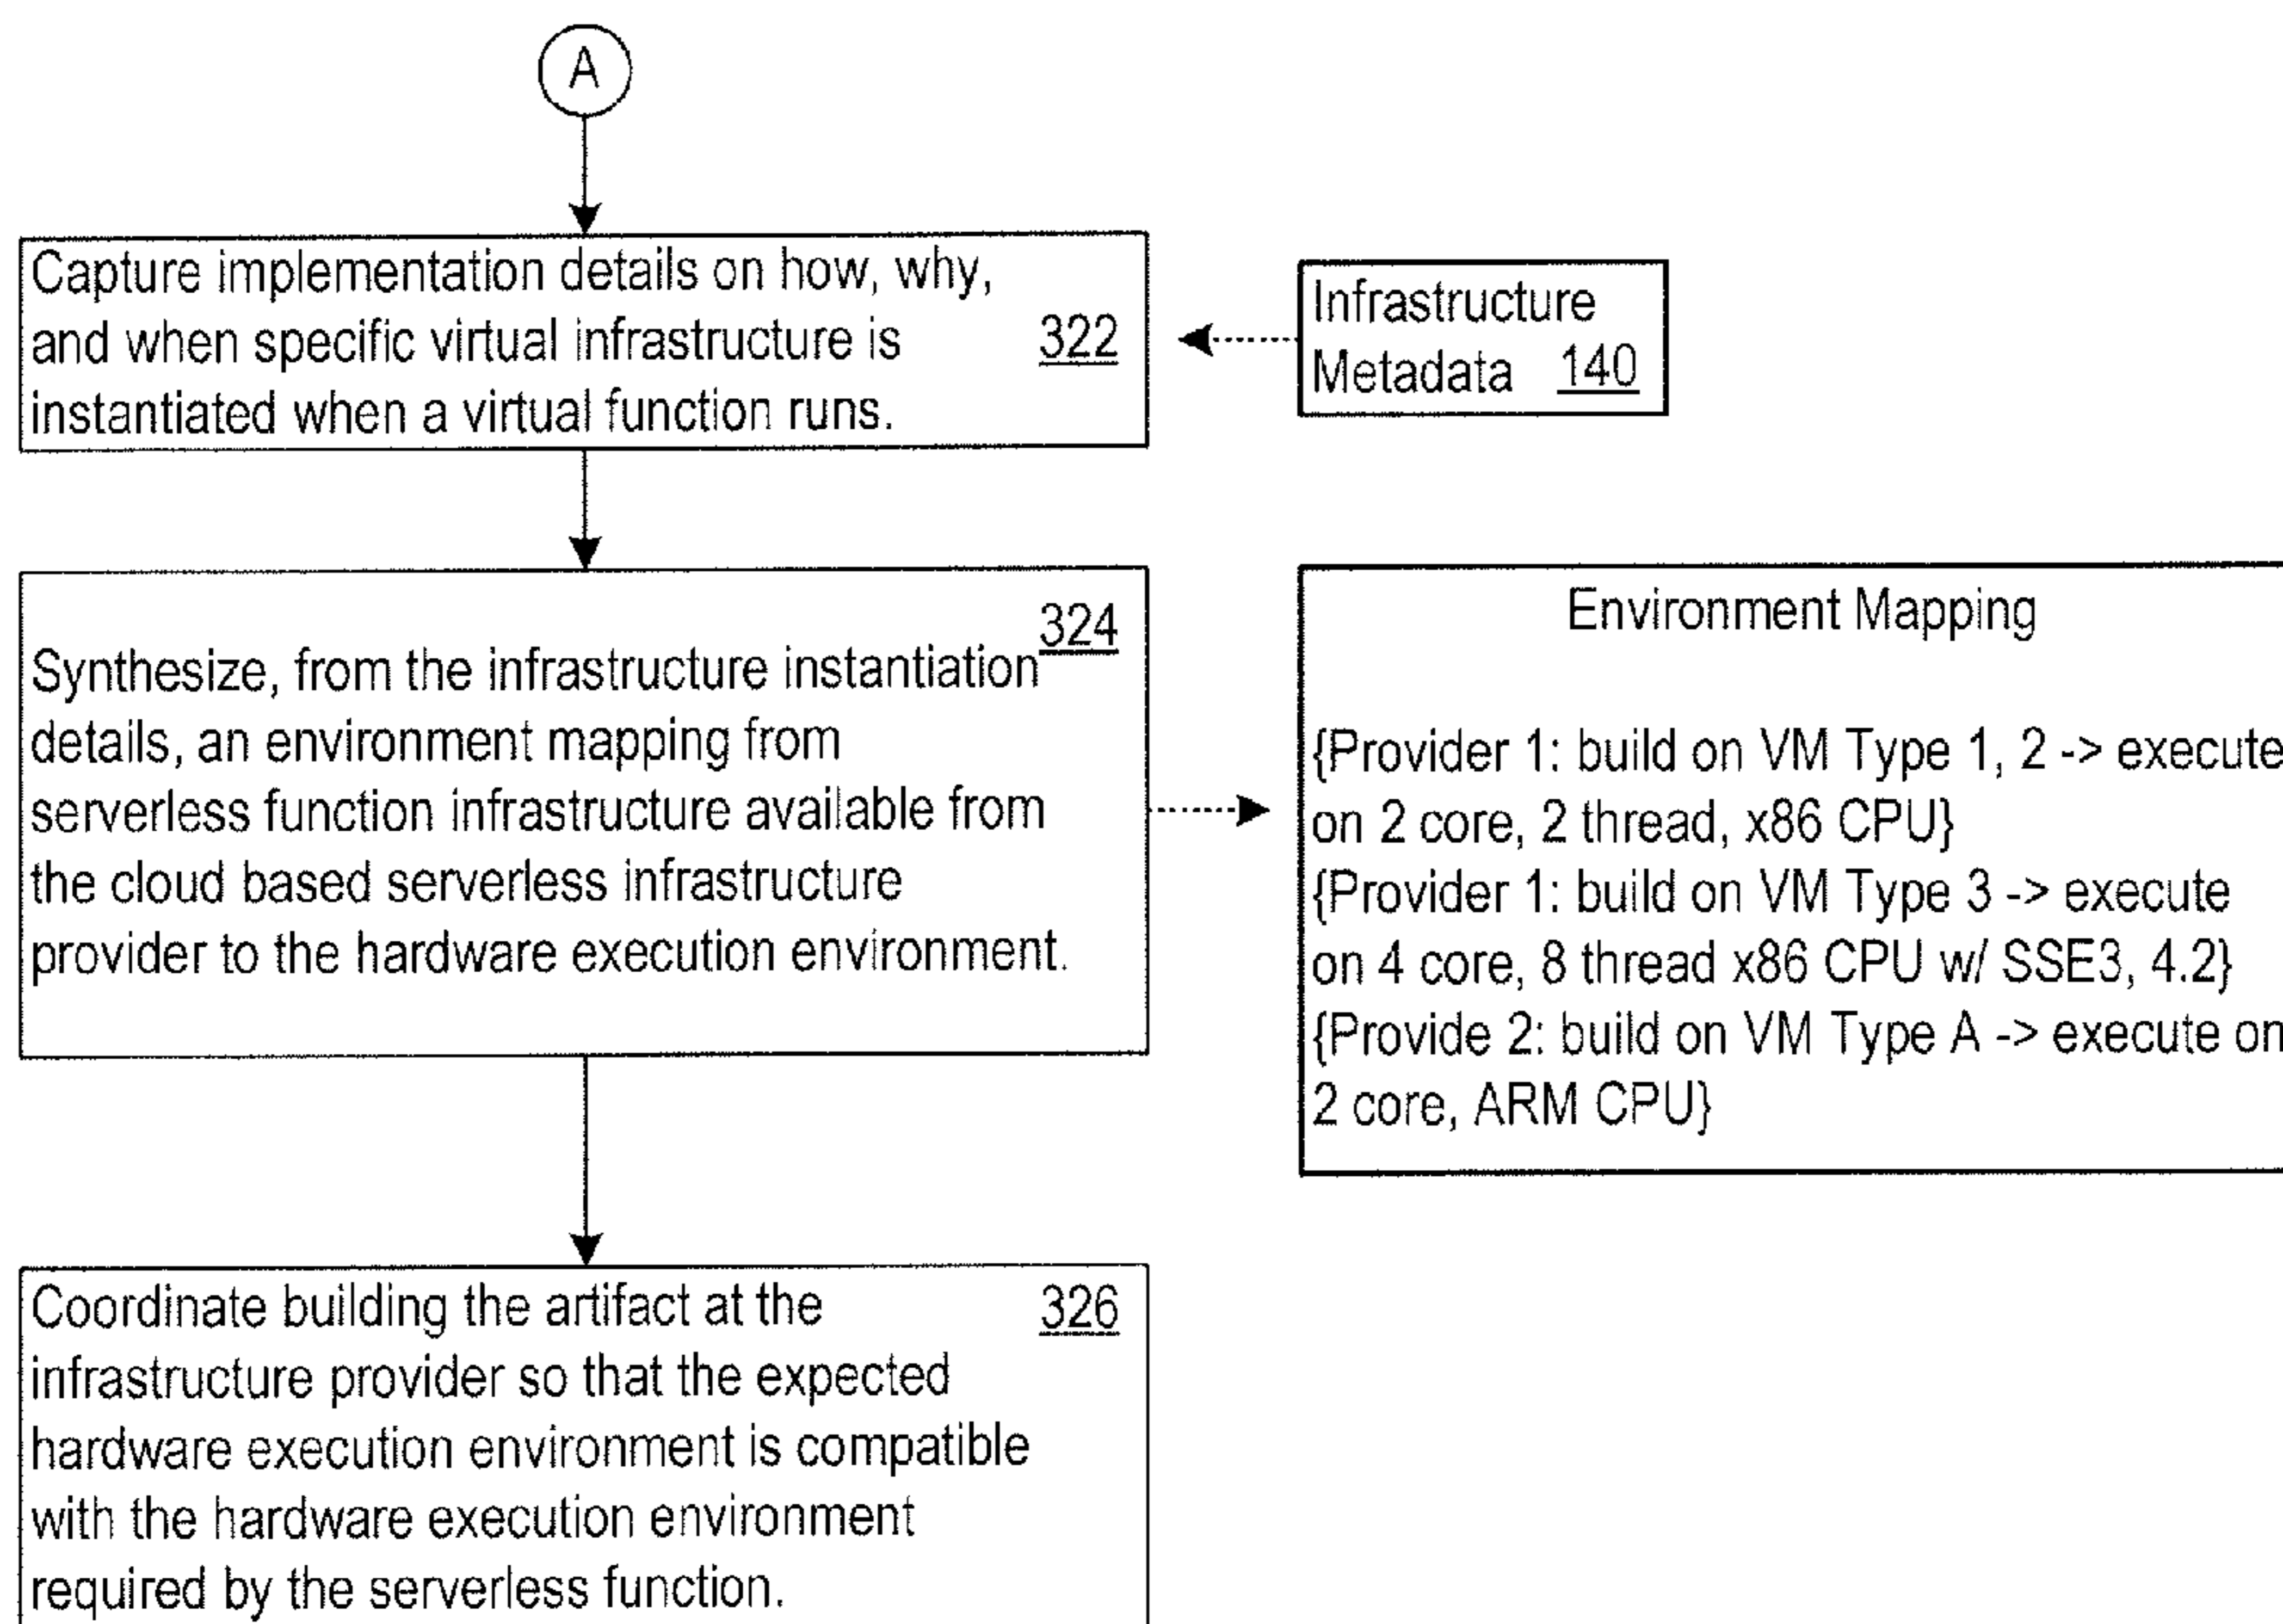 A
Capture implementation details on how, why,
and when specific virtual infrastructure is
322
instantiated when a virtual function runs.
Infrastructure
Metadata 140
324
Synthesize, from the infrastructure instantiation
details, an environment mapping from
serverless function infrastructure available from
the cloud based serverless infrastructure
provider to the hardware execution environment.
Environment Mapping
{Provider 1: build on VM Type 1, 2 -> execute
on 2 core, 2 thread, x86 CPU}
{Provider 1: build on VM Type 3 -> execute
on 4 core, 8 thread x86 CPU w/ SSE3, 4.2}
{Provide 2: build on VM Type A -> execute on
2 core, ARM CPU}
Coordinate building the artifact at the
326
infrastructure provider so that the expected
hardware execution environment is compatible
with the hardware execution environment
required by the serverless function.